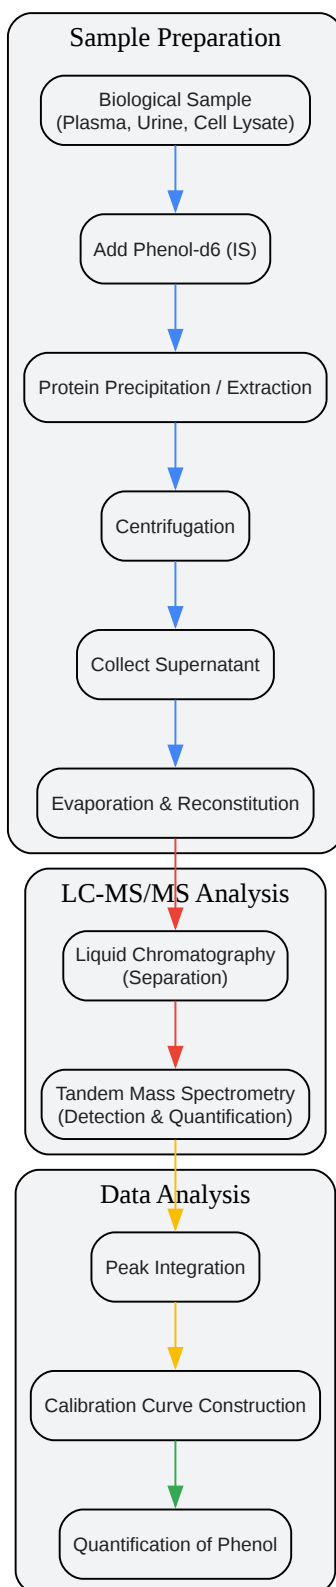 Sample Preparation
Biological Sample
(Plasma, Urine, Cell Lysate)
Add Phenol-d6 (IS)
Protein Precipitation / Extraction
Centrifugation
Collect Supernatant
Evaporation & Reconstitution
LC-MS/MS Analysis
Liquid Chromatography
(Separation)
Tandem Mass Spectrometry
(Detection & Quantification)
Data Analysis
Peak Integration
Calibration Curve Construction
Quantification of Phenol